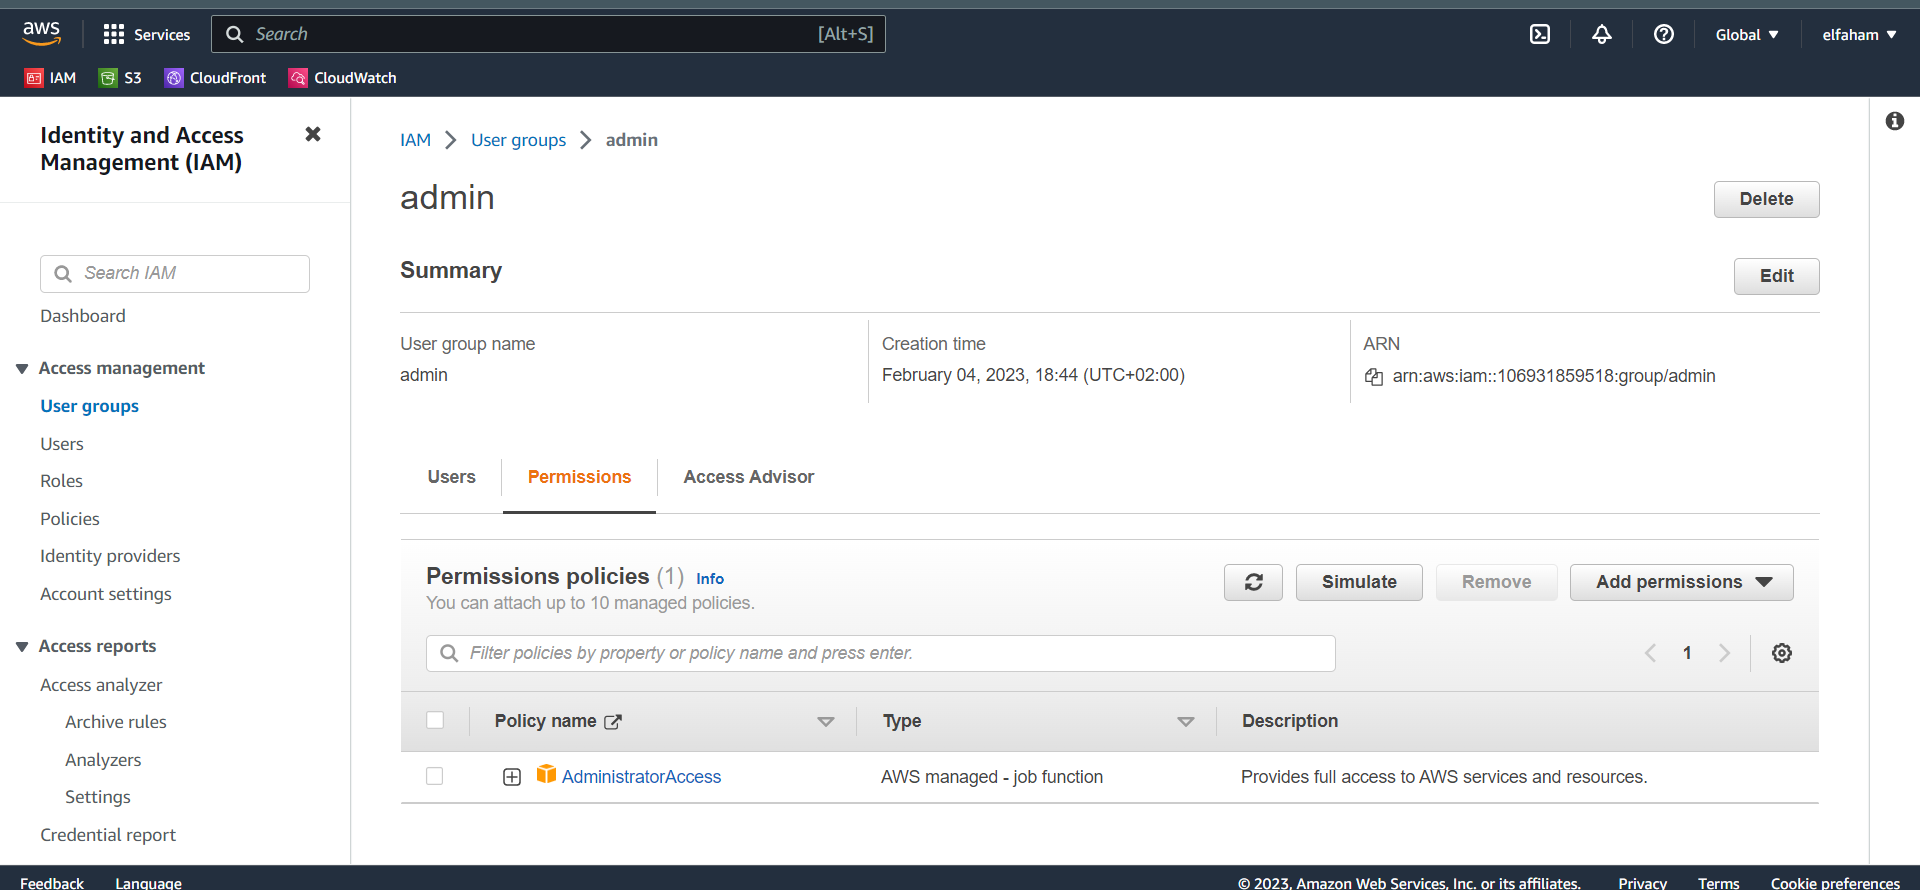 aws
Services
Search
[Alt+S]
Global
elfaham
IAM
S3
CloudFront
CloudWatch
Identity and Access
Management (IAM)
Search IAM
Dashboard
Access management
User groups
Users
Roles
Policies
Identity providers
Account settings
Access reports
Access analyzer
Archive rules
Analyzers
Settings
Credential report
IAM
User groups
admin
admin
Delete
Summary
Edit
User group name
admin
Creation time
February 04, 2023, 18:44 (UTC+02:00)
ARN
arn:aws:iam::106931859518:group/admin
Users
Permissions
Access Advisor
Permissions policies (1) Info
You can attach up to 10 managed policies.
Simulate
Remove
Add permissions
Filter policies by property or policy name and press enter.
1
Policy name
Type
Description
AdministratorAccess
AWS managed - job function
Provides full access to AWS services and resources.
Feedback
Language
© 2023, Amazon Web Services, Inc. or its affiliates.
Privacy
Terms
Cookie preferences